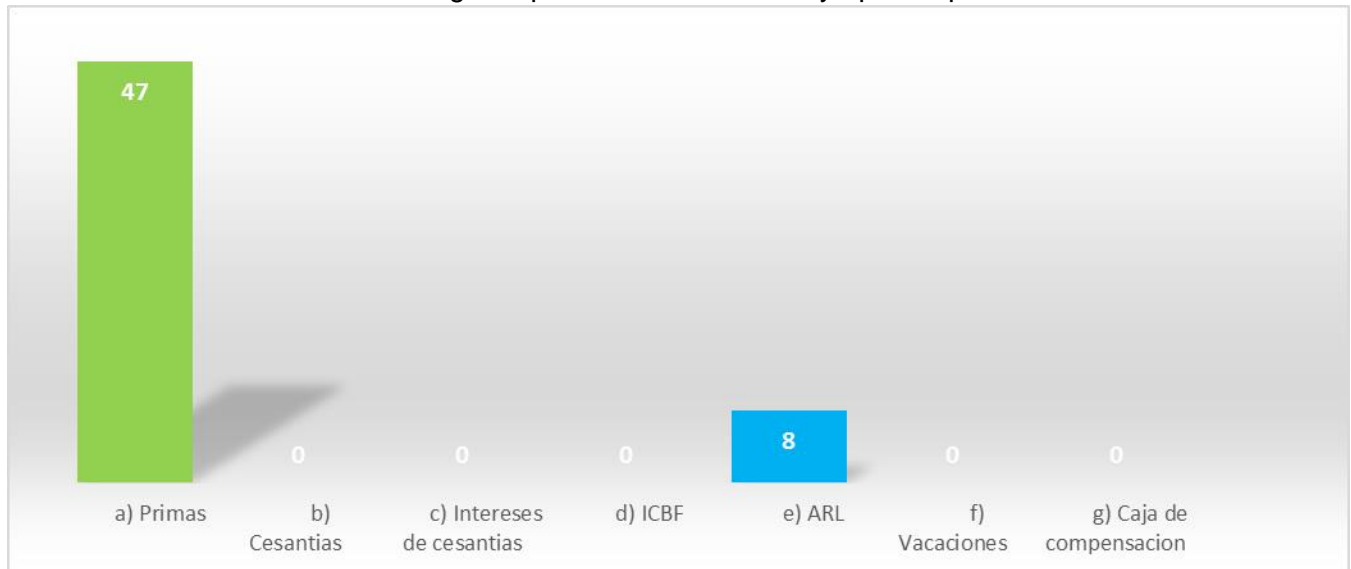 47
0
0
0
8
0
0
a) Primas
b)
Cesantias
c) Intereses
de cesantias
d) ICBF
e) ARL
f)
Vacaciones
g) Caja de
compensacion